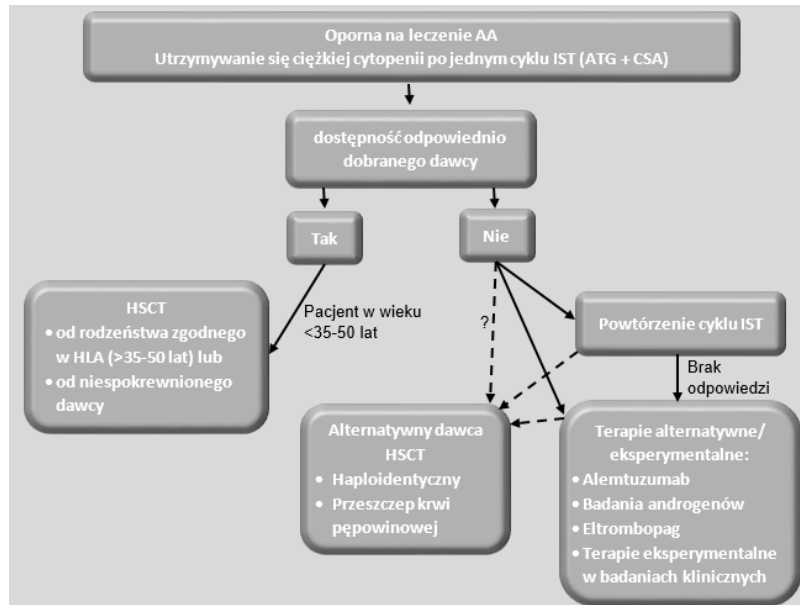 Oporna na leczenie AA
Utrzymywanie się ciężkiej cytopenii po jednym cyklu IST (ATG + CSA)
dostępność odpowiednio
dobranego dawcy
Tak
Nie
HSCT
• od rodzeństwa zgodnego
w HLA (>35-50 lat) lub
• od niespokrewnionego
dawcy
Pacjent w wieku
<35-50 lat
?
Powtórzenie cyklu IST
Brak
odpowiedzi
Alternatywny dawca
HSCT
• Haploidentyczny
• Przeszczep krwi
pępowinowej
Terapie alternatywne/
eksperymentalne:
• Alemtuzumab
• Badania androgenów
• Eltrombopag
• Terapie eksperymentalne
w badaniach klinicznych